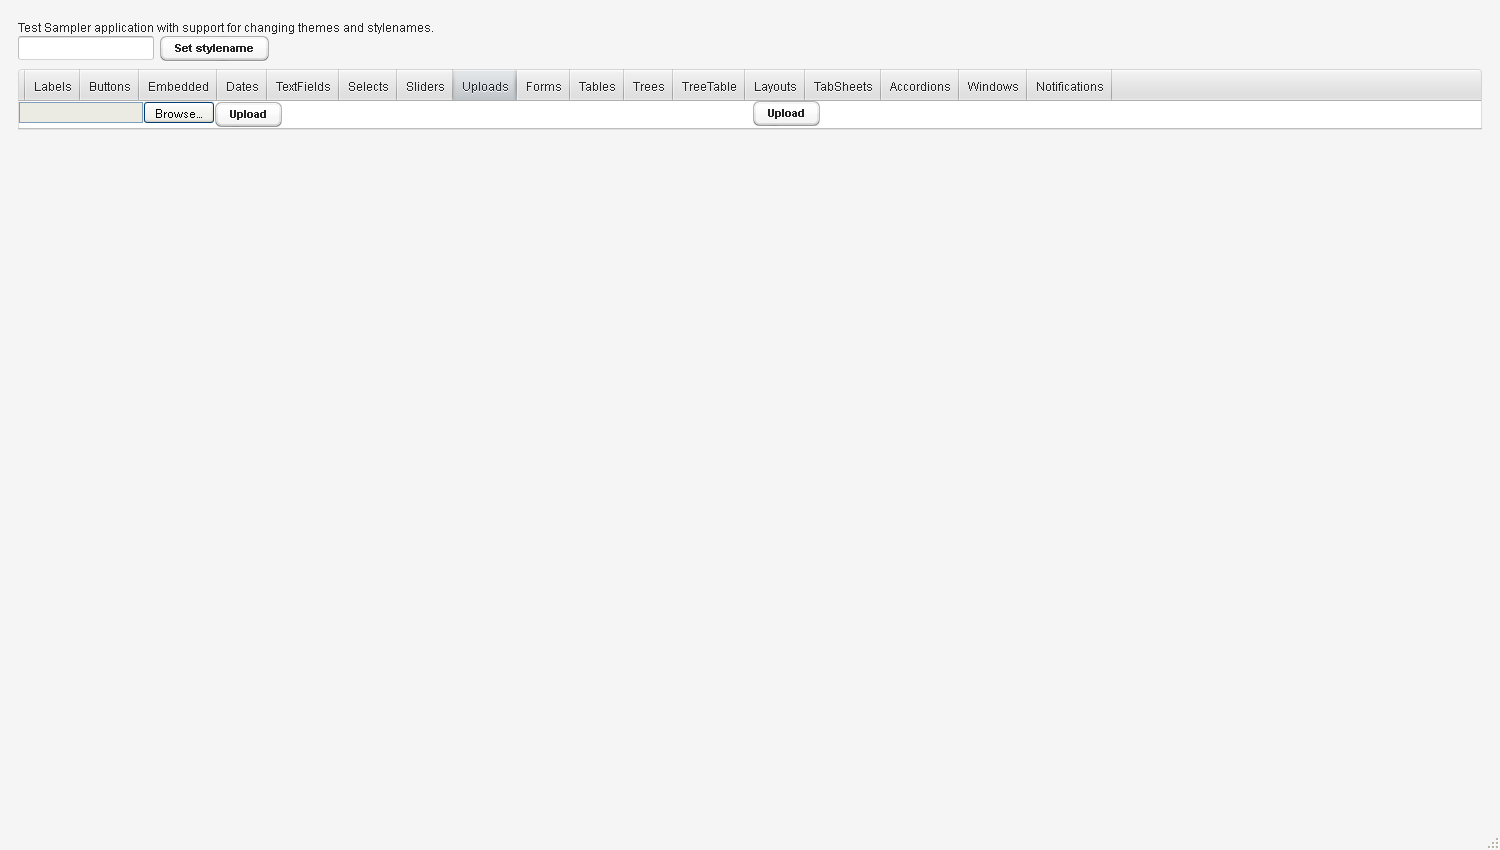 Test Sampler application with support for changing themes and stylenames.
Set stylename
Labels Buttons Embedded Dates TextFields Selects Sliders Uploads Forms Tables Trees TreeTable Layouts TabSheets Accordions Windows Notifications
Browse... Upload Upload